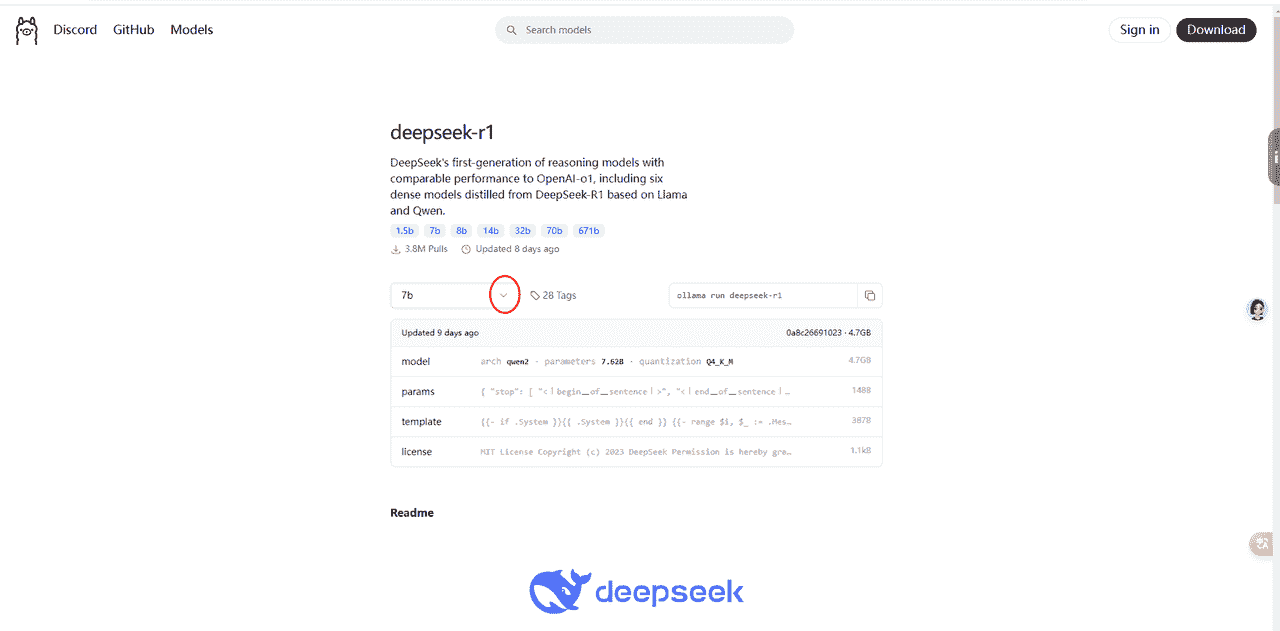 Discord GitHub Models Search models Sign in Download
deepseek-r1
DeepSeek's first-generation of reasoning models with
comparable performance to OpenAI-o1, including six
dense models distilled from DeepSeek-R1 based on Llama
and Qwen.
1.5b 7b 8b 14b 32b 70b 671b
3.8M Pulls Updated 8 days ago
7b 28 Tags ollama run deepseek-r1
Updated 9 days ago 0a8c26691023 · 4.7GB
model arch qwen2 · parameters 7.62B · quantization Q4_K_M 4.7GB
params { "stop": [ "<|begin▁of▁sentence|>", "<|end▁of▁sentence|… 148B
template {{- if .System }}{{ .System }}{{ end }} {{- range $i, $_ := .Mes… 387B
license MIT License Copyright (c) 2023 DeepSeek Permission is hereby gra… 1.1kB
Readme
deepseek